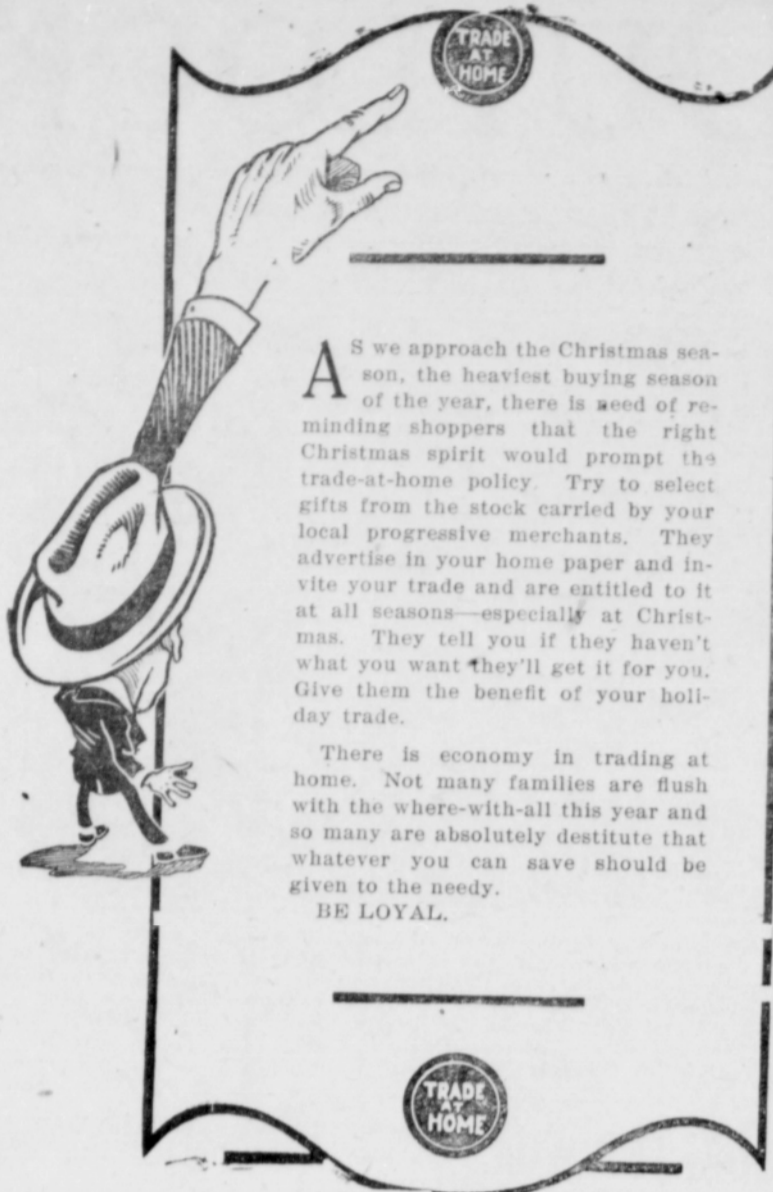 TRADE
AT
HOME
AS we approach the Christmas sea-
son, the heaviest buying season
of the year, there is need of re-
minding shoppers that the right
Christmas spirit would prompt the
trade-at-home policy. Try to select
gifts from the stock carried by your
local progressive merchants. They
advertise in your home paper and in-
vite your trade and are entitled to it
at all seasons—especially at Christ-
mas. They tell you if they haven't
what you want they'll get it for you.
Give them the benefit of your holi-
day trade.
There is economy in trading at
home. Not many families are flush
with the where-with-all this year and
so many are absolutely destitute that
whatever you can save should be
given to the needy.
BE LOYAL.
TRADE
AT
HOME